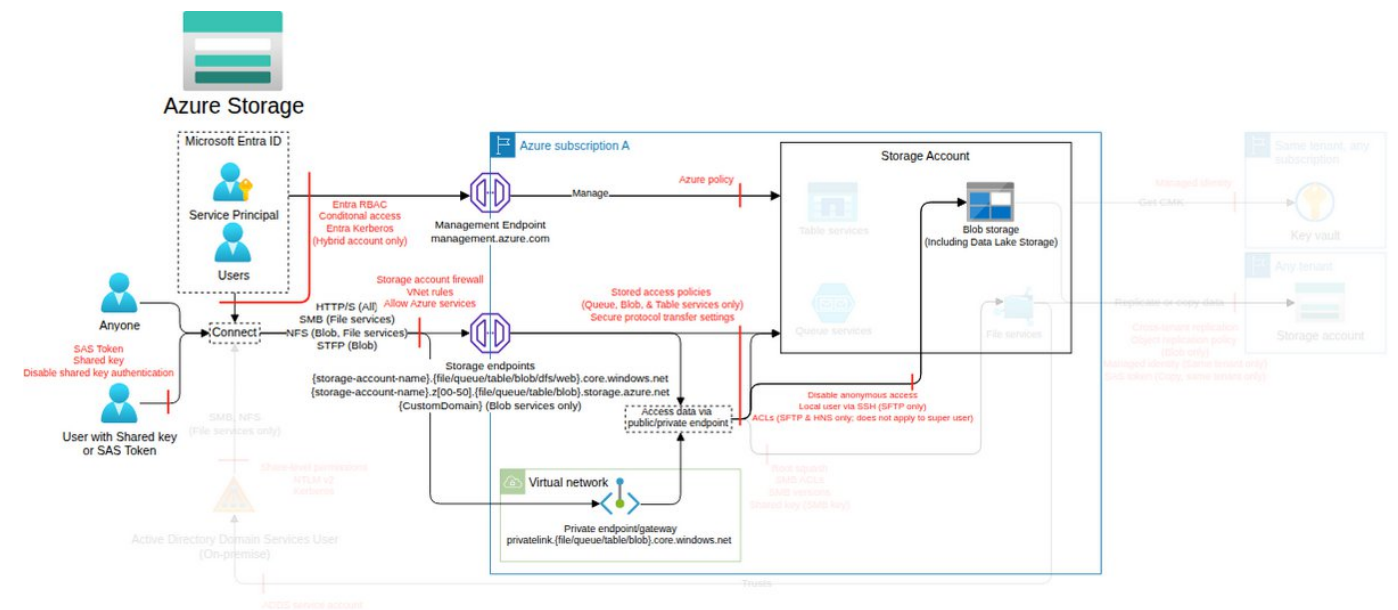 Azure Storage
Microsoft Entra ID
Service Principal
Users
Anyone
SAS Token
Shared key
Disable shared key authentication
User with Shared key
or SAS Token
Connect
Entra RBAC
Conditonal access
Entra Kerberos
(Hybrid account only)
HTTP/S (All)
SMB (File services)
NFS (Blob, File services)
STFP (Blob)
Storage account firewall
VNet rules
Allow Azure services
Azure subscription A
Management Endpoint
management.azure.com
Manage
Azure policy
Storage endpoints
{storage-account-name}.{file/queue/table/blob/dfs/web}.core.windows.net
{storage-account-name}.z[00-50].{file/queue/table/blob}.storage.azure.net
{CustomDomain} (Blob services only)
Stored access policies
(Queue, Blob, & Table services only)
Secure protocol transfer settings
Access data via
public/private endpoint
Virtual network
Private endpoint/gateway
privatelink.{file/queue/table/blob}.core.windows.net
Storage Account
Table services
Queue services
Blob storage
(Including Data Lake Storage)
File services
Disable anonymous access
Local user via SSH (SFTP only)
ACLs (SFTP & HNS only; does not apply to super user)
Root squash
SMB ACLs
SMB versions
Shared key (SMB only)
Same tenant, any
subscription
Managed identity
Get CMK
Key vault
Any tenant
Replicate or copy data
Storage account
Cross-tenant replication
Object replication policy
(Blob only)
Managed identity (Same tenant only)
SAS token (Copy, same tenant only)
SMB, NFS
(File services only)
Share-level permissions
NTLM v2
Kerberos
Active Directory Domain Services User
(On-premise)
Trusts
ADDS service account